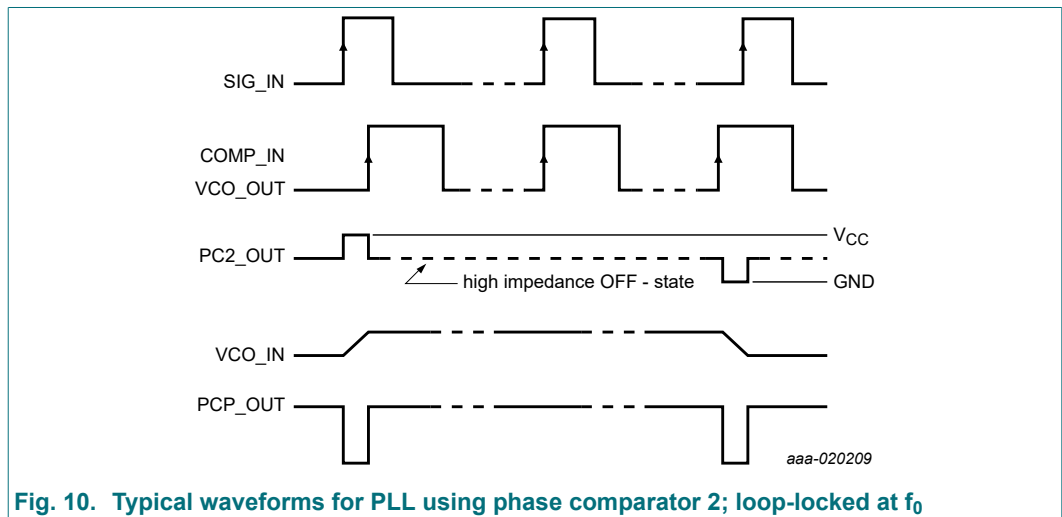 SIG_IN
COMP_IN
VCO_OUT
VCC
PC2_OUT
high impedance OFF - state
GND
VCO_IN
PCP_OUT
aaa-020209
Fig. 10. Typical waveforms for PLL using phase comparator 2; loop-locked at f0